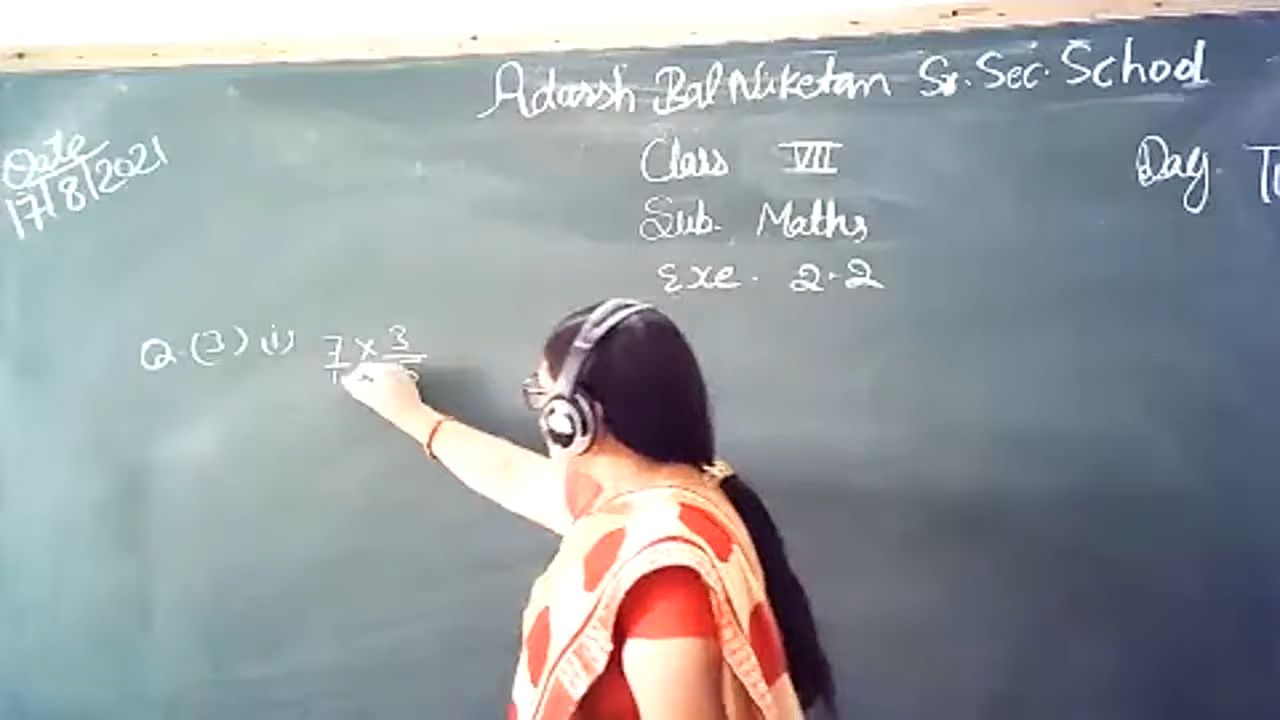 Adarsh Bal Niketan Sr. Sec. School
Date
17/8/2021
Class VII
Day.
Sub. Maths
Exe. 2.2
Q.(3) (i) 7 × 3